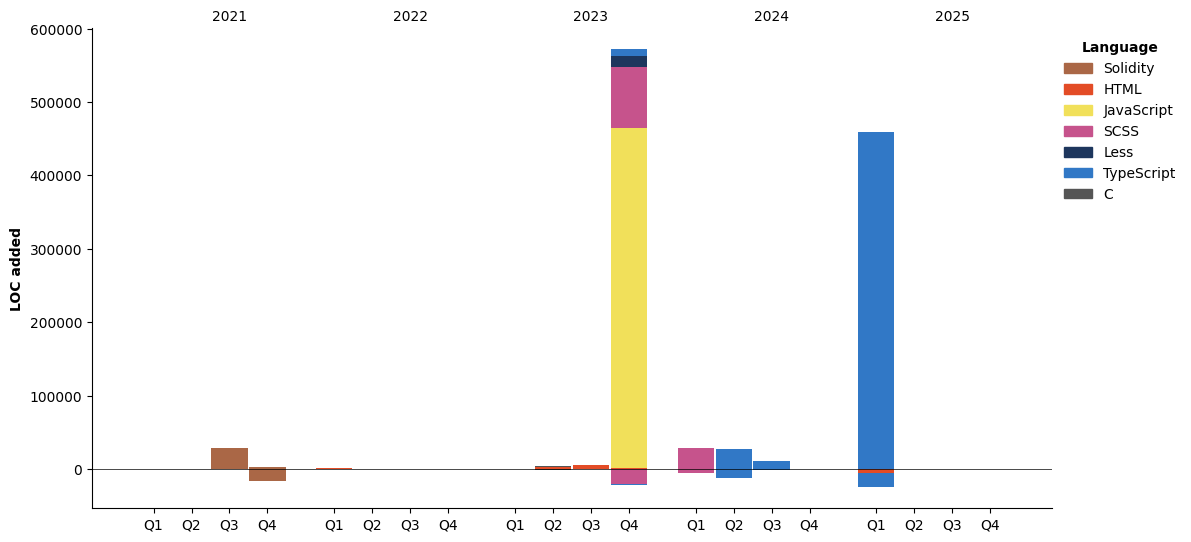 2021 2022 2023 2024 2025
LOC added
600000
500000
400000
300000
200000
100000
0
Q1 Q2 Q3 Q4 Q1 Q2 Q3 Q4 Q1 Q2 Q3 Q4 Q1 Q2 Q3 Q4 Q1 Q2 Q3 Q4
Language
Solidity
HTML
JavaScript
SCSS
Less
TypeScript
C